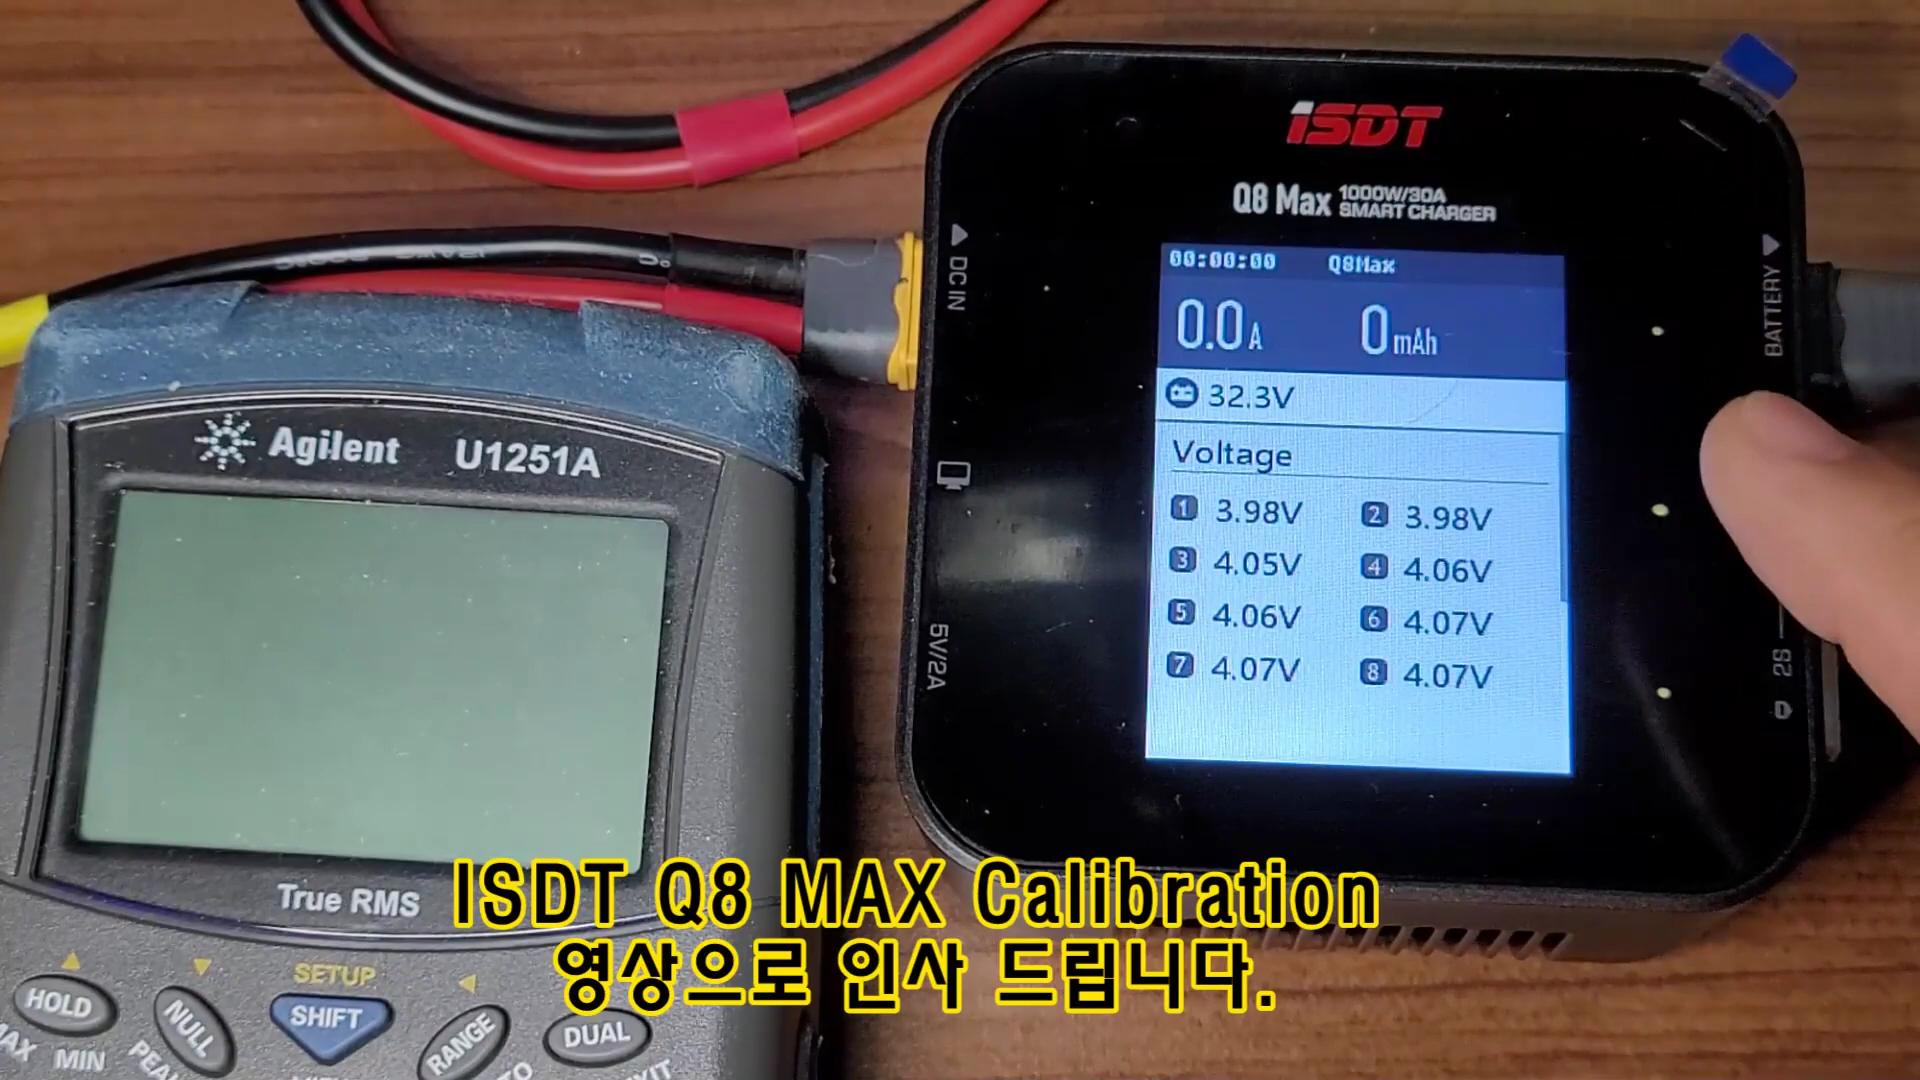 ISDT
Q8 Max 1000W/30A
SMART CHARGER
DC IN
BATTERY
00:00:00 Q8Max
0.0A 0mAh
32.3V
Voltage
1 3.98V 2 3.98V
3 4.05V 4 4.06V
5 4.06V 6 4.07V
7 4.07V 8 4.07V
5V/2A
2S
Agilent U1251A
True RMS
SETUP
HOLD
NULL
SHIFT
RANGE
DUAL
MIN
ISDT Q8 MAX Calibration
영상으로 인사 드립니다.